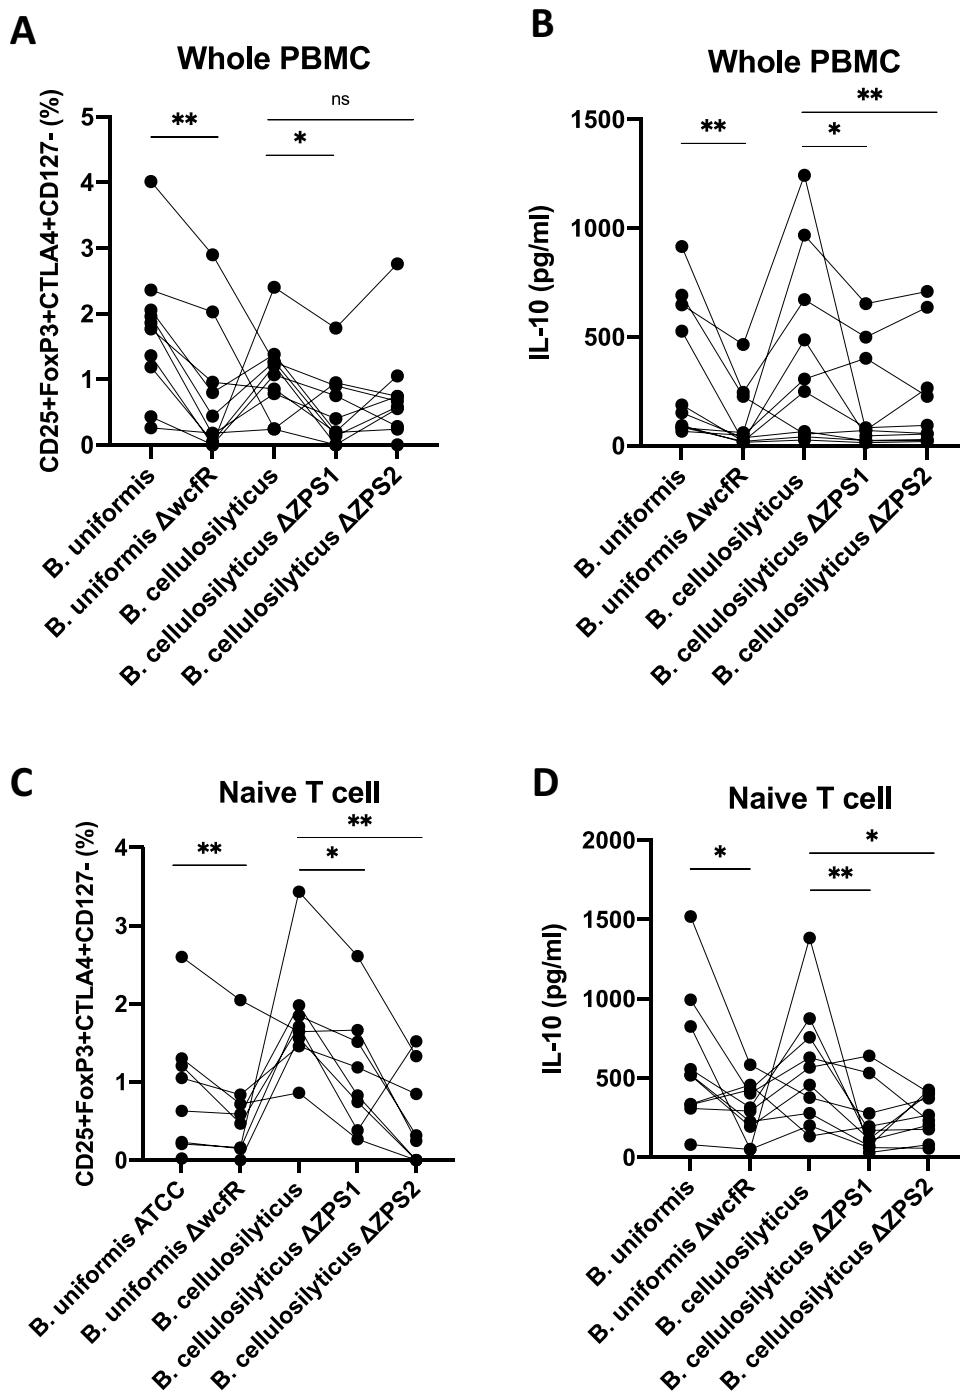 A
Whole PBMC
CD25+FoxP3+CTLA4+CD127- (%)
5
4
3
2
1
0
**
*
ns
B. uniformis
B. uniformis ΔwcfR
B. cellulosilyticus
B. cellulosilyticus ΔZPS1
B. cellulosilyticus ΔZPS2
B
Whole PBMC
IL-10 (pg/ml)
1500
1000
500
0
**
*
**
B. uniformis
B. uniformis ΔwcfR
B. cellulosilyticus
B. cellulosilyticus ΔZPS1
B. cellulosilyticus ΔZPS2
C
Naive T cell
CD25+FoxP3+CTLA4+CD127- (%)
4
3
2
1
0
**
*
**
B. uniformis ATCC
B. uniformis ΔwcfR
B. cellulosilyticus
B. cellulosilyticus ΔZPS1
B. cellulosilyticus ΔZPS2
D
Naive T cell
IL-10 (pg/ml)
2000
1500
1000
500
0
*
**
*
B. uniformis
B. uniformis ΔwcfR
B. cellulosilyticus
B. cellulosilyticus ΔZPS1
B. cellulosilyticus ΔZPS2